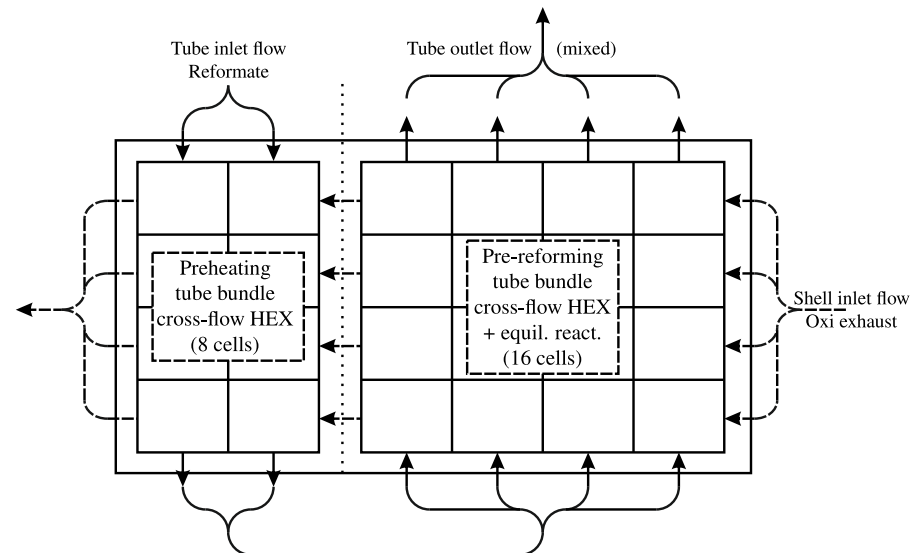 Tube inlet flow
Reformate
Tube outlet flow (mixed)
Preheating
tube bundle
cross-flow HEX
(8 cells)
Pre-reforming
tube bundle
cross-flow HEX
+ equil. react.
(16 cells)
Shell inlet flow
Oxi exhaust